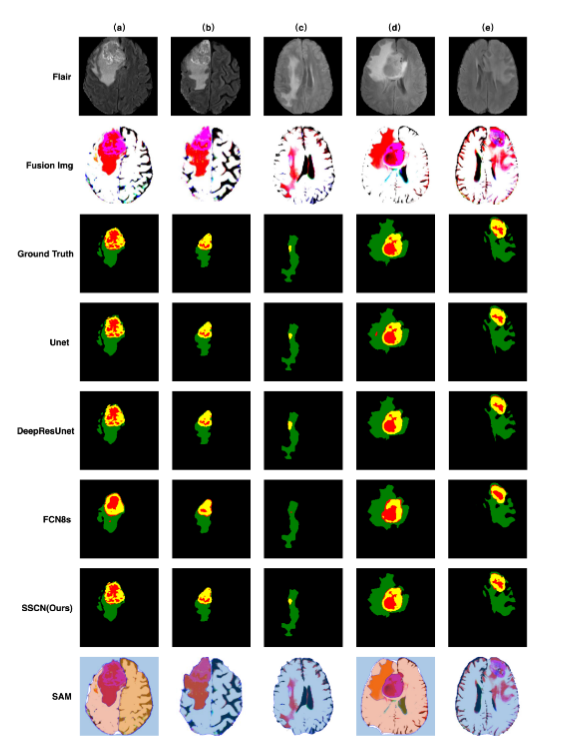 (a) (b) (c) (d) (e)
Flair
Fusion Img
Ground Truth
Unet
DeepResUnet
FCN8s
SSCN(Ours)
SAM